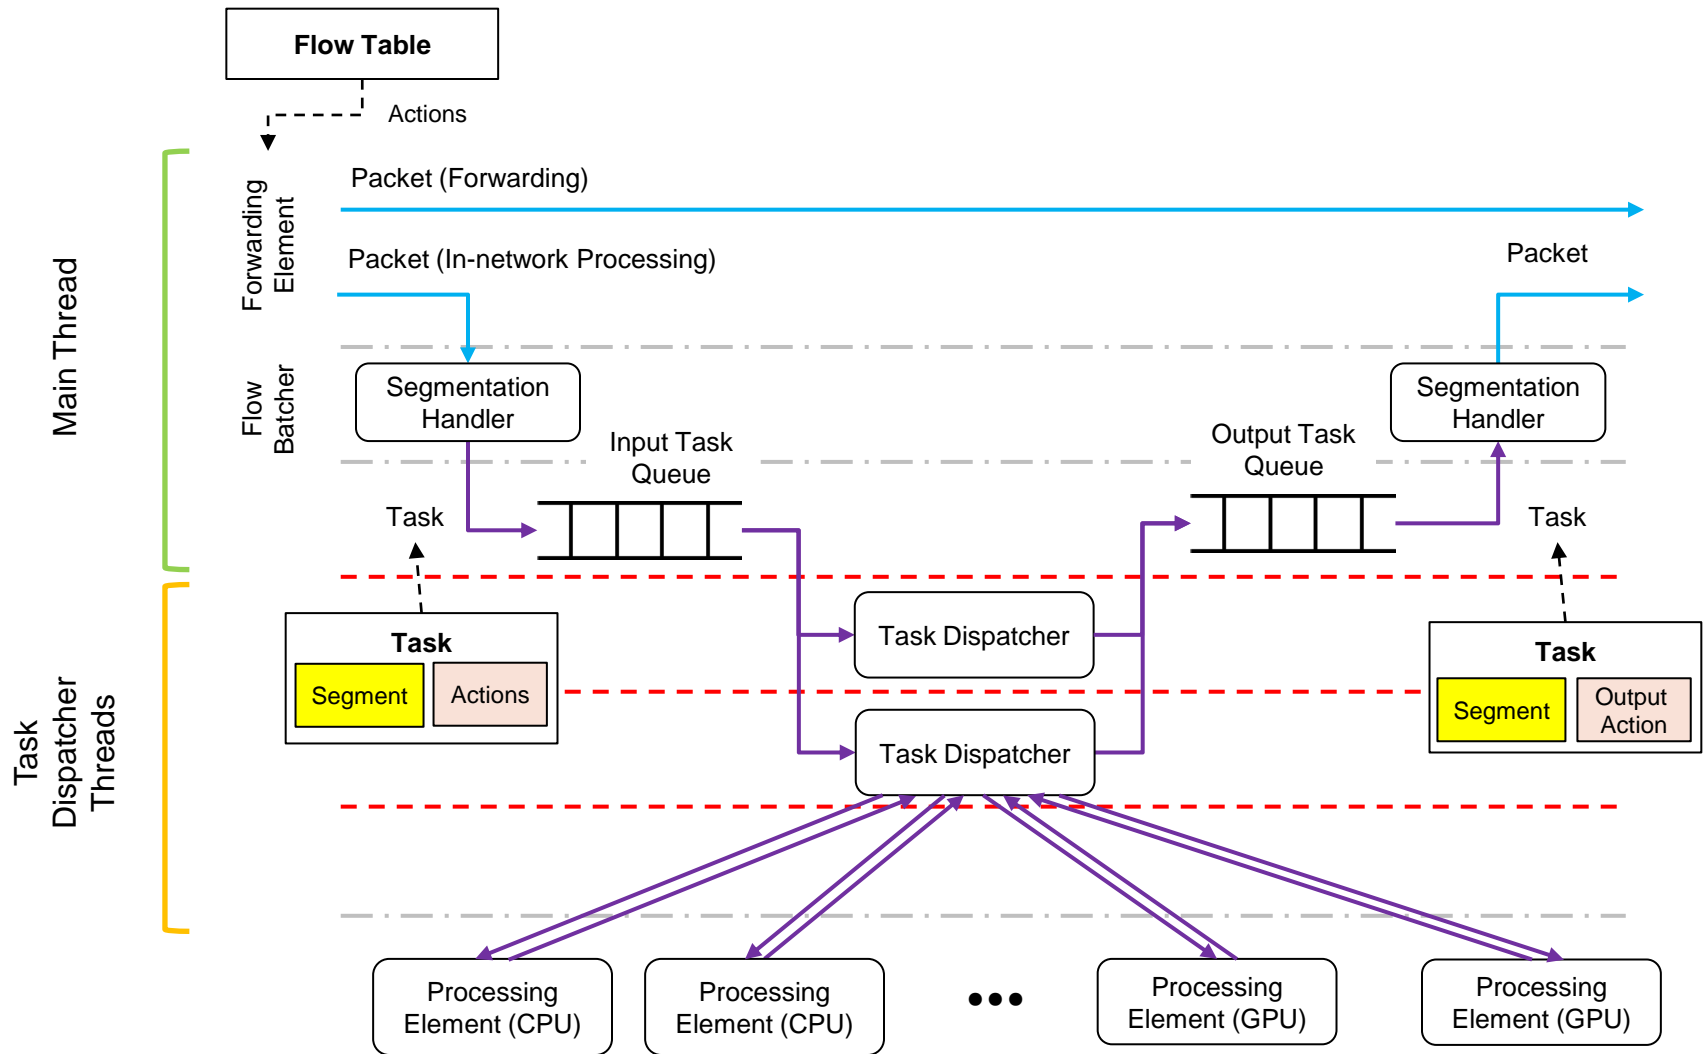 Flow Table
Actions
Main Thread
Forwarding
Element
Packet (Forwarding)
Packet (In-network Processing)
Packet
Flow
Batcher
Segmentation
Handler
Segmentation
Handler
Input Task
Queue
Output Task
Queue
Task
Task
Task
Dispatcher
Threads
Task
Segment
Actions
Task Dispatcher
Task Dispatcher
Task
Segment
Output
Action
Processing
Element (CPU)
Processing
Element (CPU)
Processing
Element (GPU)
Processing
Element (GPU)